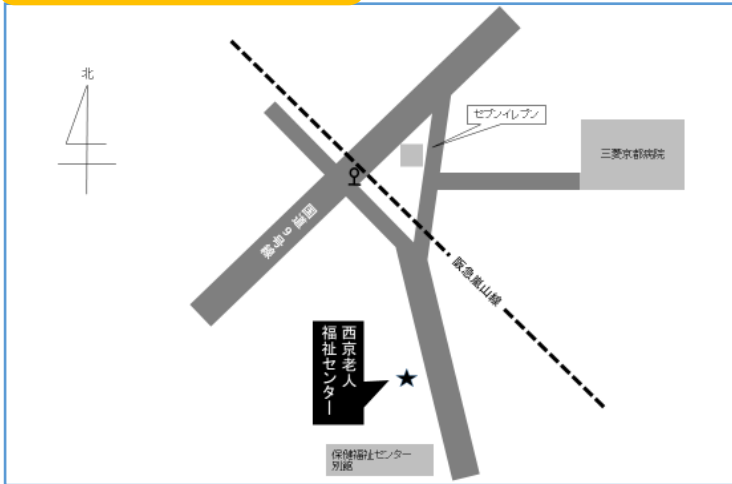 北
セブンイレブン
三菱京都病院
国道9号線
阪急嵐山線
西京老人
福祉センター
保健福祉センター
別館